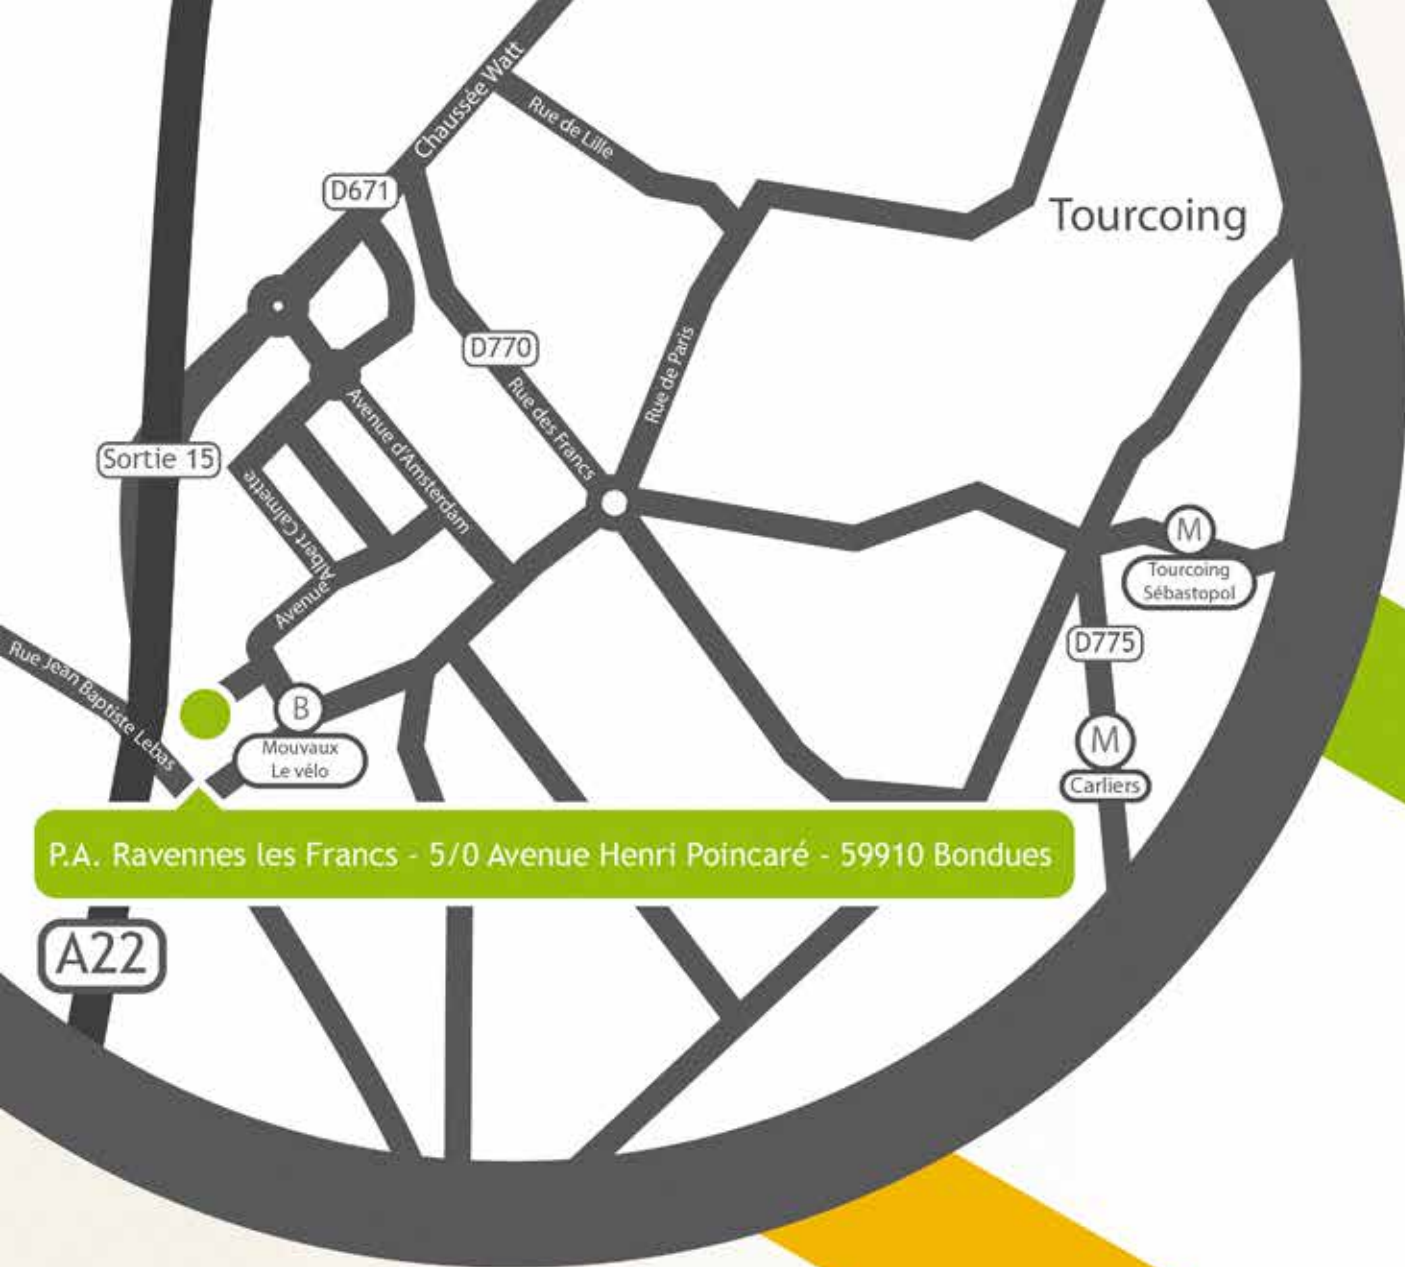 Chaussée Watt
Rue de Lille
D671
Tourcoing
D770
Rue de Paris
Rue des Francs
Avenue d'Amsterdam
Sortie 15
Avenue Albert Calmette
M
Tourcoing
Sébastopol
D775
Rue Jean Baptiste Lebas
B
Mouvaux
Le vélo
M
Carliers
P.A. Ravennes les Francs - 5/0 Avenue Henri Poincaré - 59910 Bondues
A22